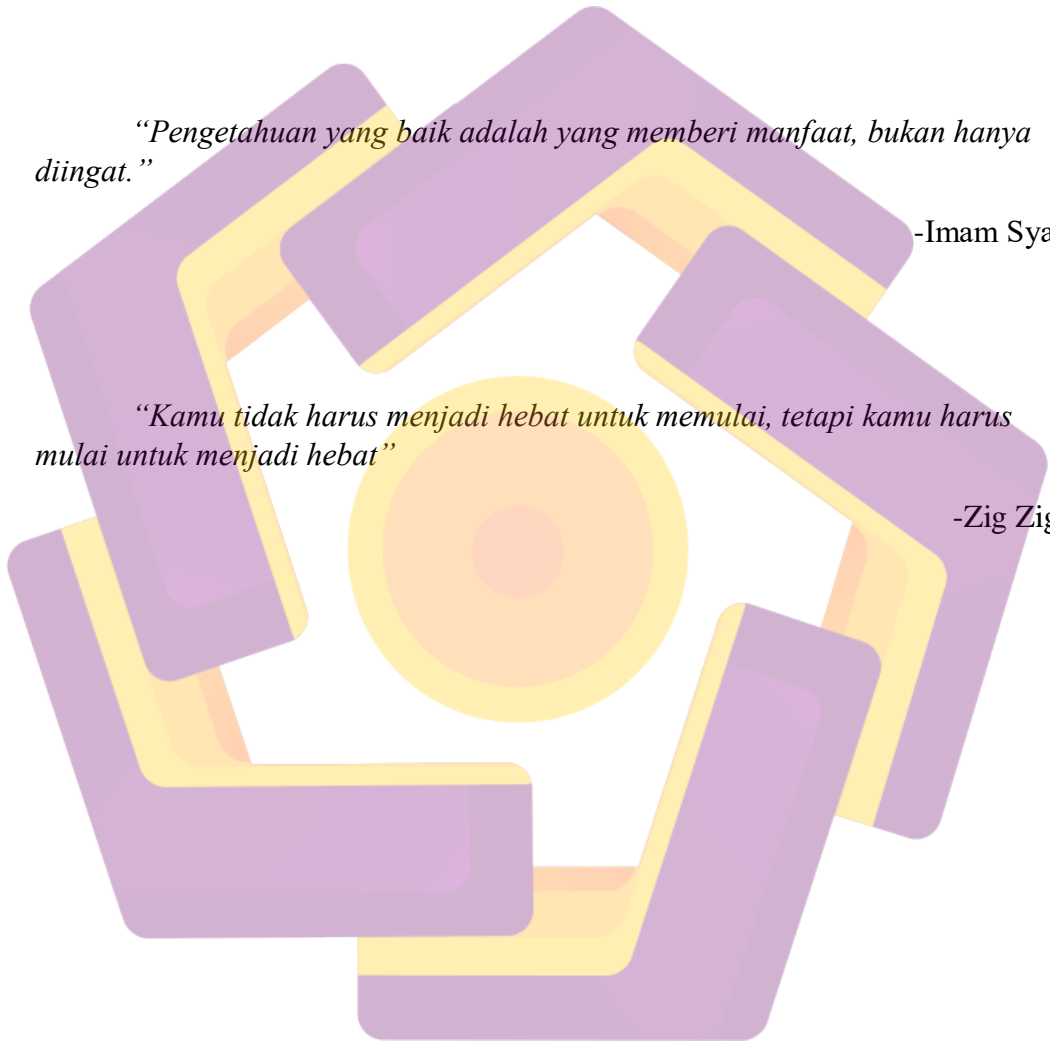 “Pengetahuan yang baik adalah yang memberi manfaat, bukan hanya
diingat.”
-Imam Sya
“Kamu tidak harus menjadi hebat untuk memulai, tetapi kamu harus
mulai untuk menjadi hebat”
-Zig Zig